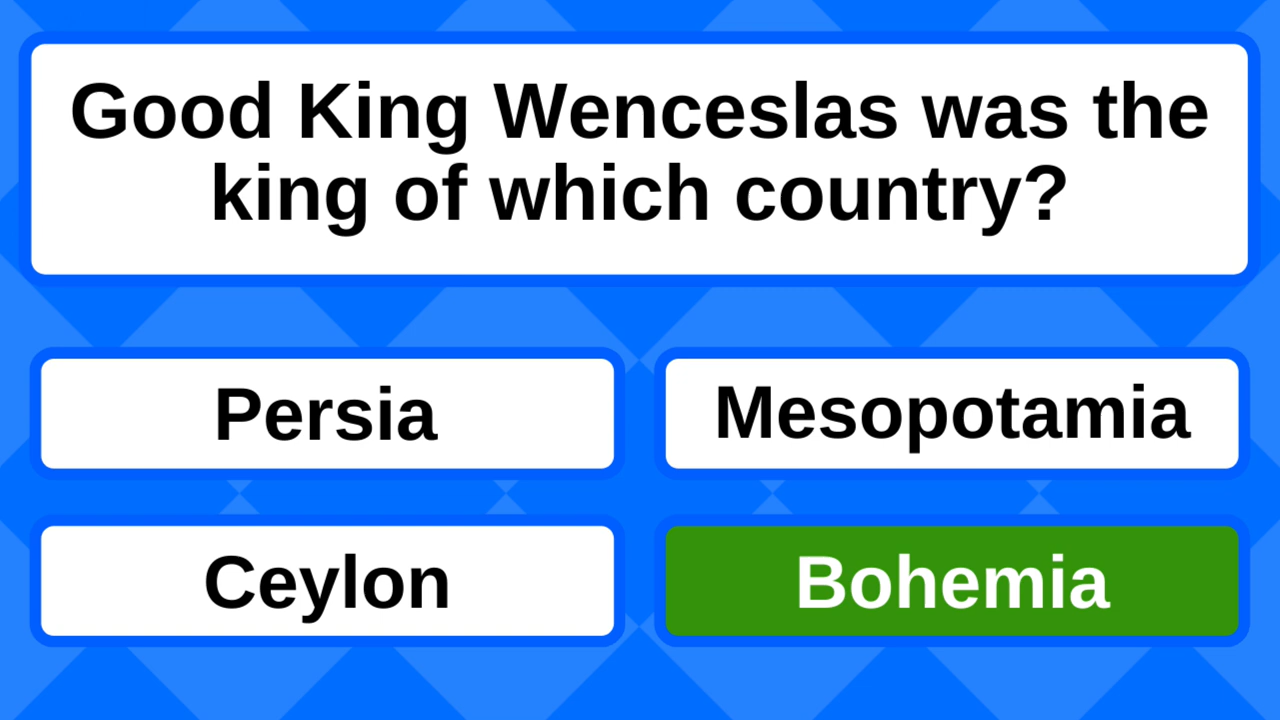 Good King Wenceslas was the
king of which country?
Persia
Mesopotamia
Ceylon
Bohemia